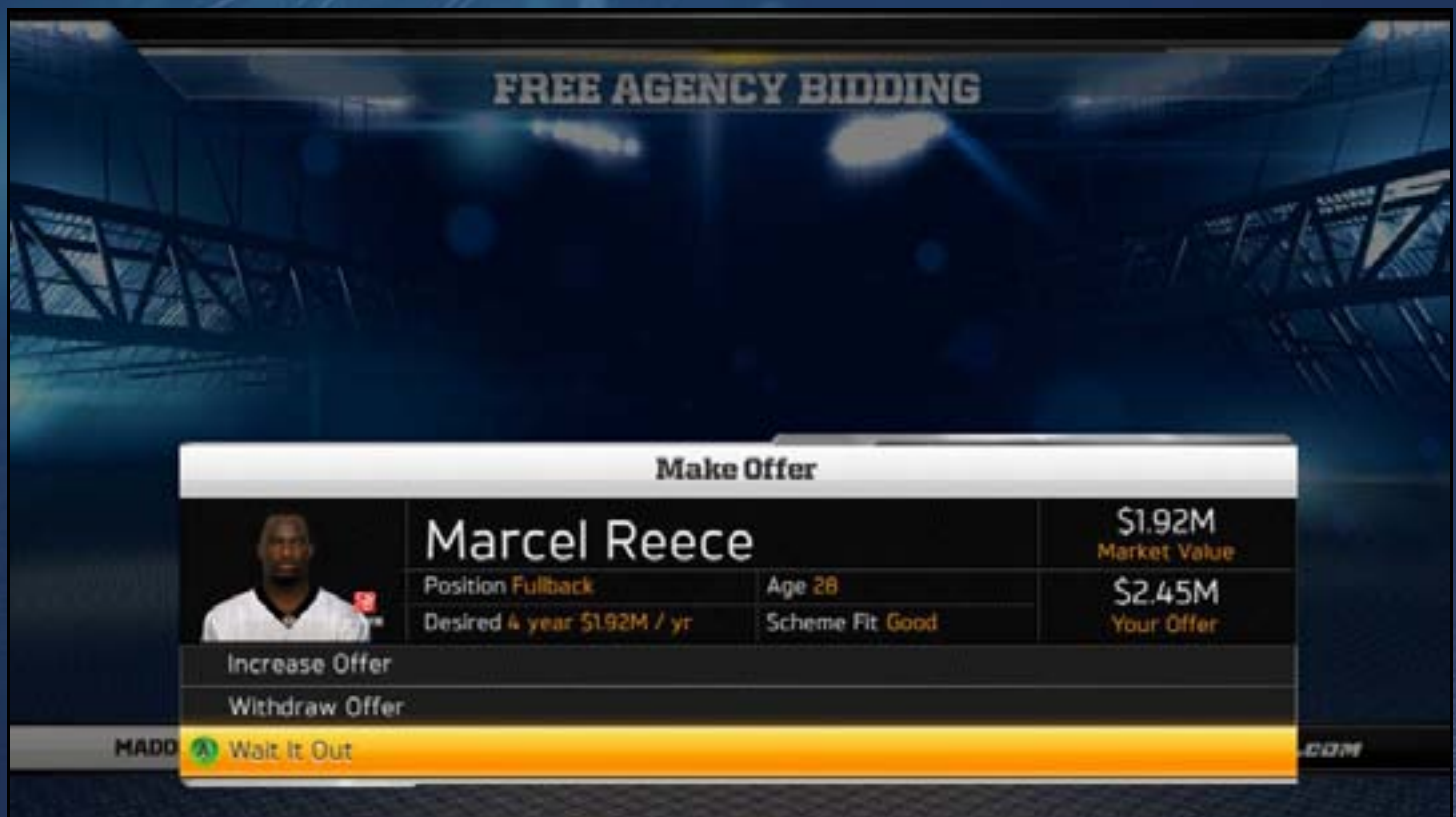 FREE AGENCY BIDDING
Make Offer
Marcel Reece
$1.92M
Market Value
Position Fullback
Age 28
$2.45M
Desired 4 year $1.92M / yr
Scheme Fit Good
Your Offer
Increase Offer
Withdraw Offer
MADD
A Wait It Out
.COM